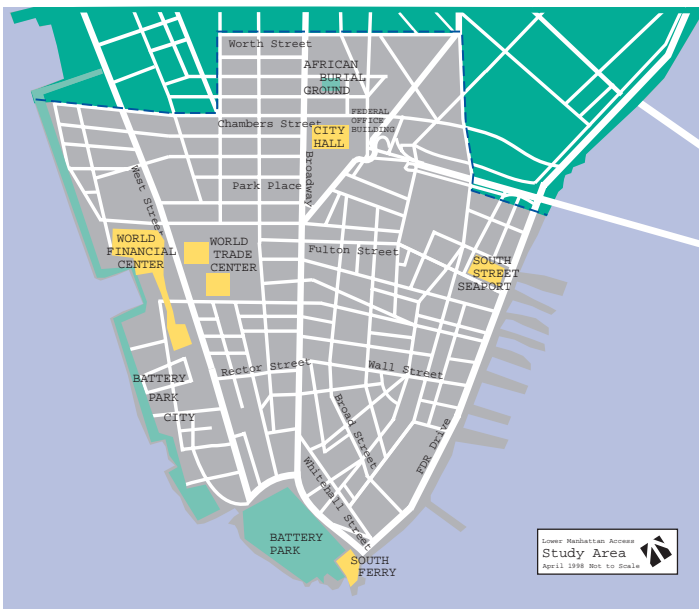 Worth Street
AFRICAN
BURIAL
GROUND
FEDERAL
OFFICE
BUILDING
Chambers Street
CITY
HALL
Broadway
West Street
Park Place
WORLD
FINANCIAL
CENTER
WORLD
TRADE
CENTER
Fulton Street
SOUTH
STREET
SEAPORT
Rector Street
Wall Street
BATTERY
PARK
CITY
Broad Street
FDR Drive
Whitehall Street
BATTERY
PARK
SOUTH
FERRY
Lower Manhattan Access
Study Area
April 1998 Not to Scale